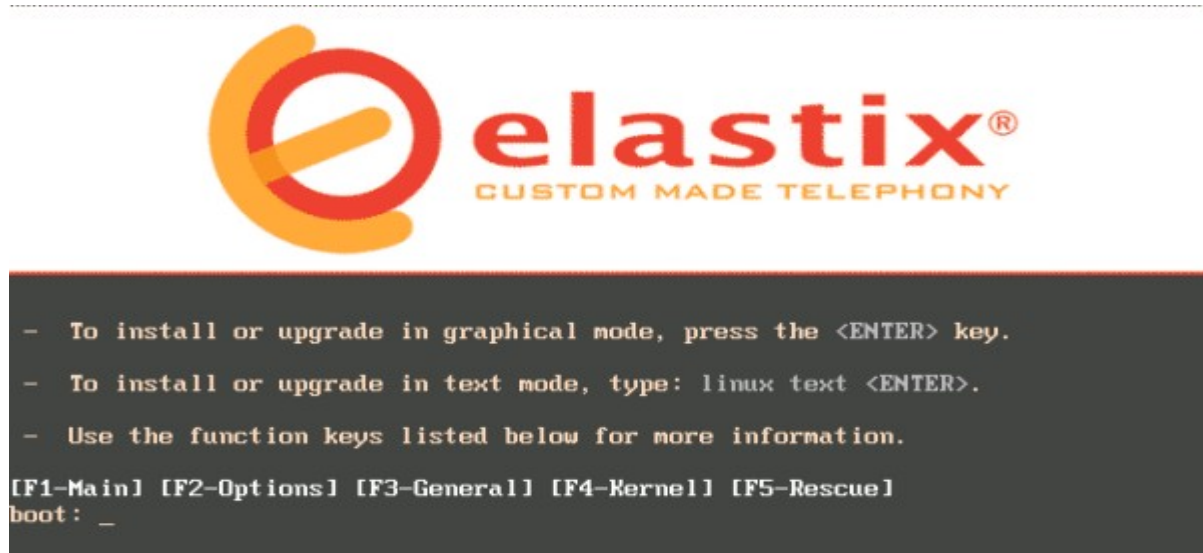 elastix®
CUSTOM MADE TELEPHONY
- To install or upgrade in graphical mode, press the <ENTER> key.
- To install or upgrade in text mode, type: linux text <ENTER>.
- Use the function keys listed below for more information.
[F1-Main] [F2-Options] [F3-General] [F4-Kernel] [F5-Rescue]
boot: _